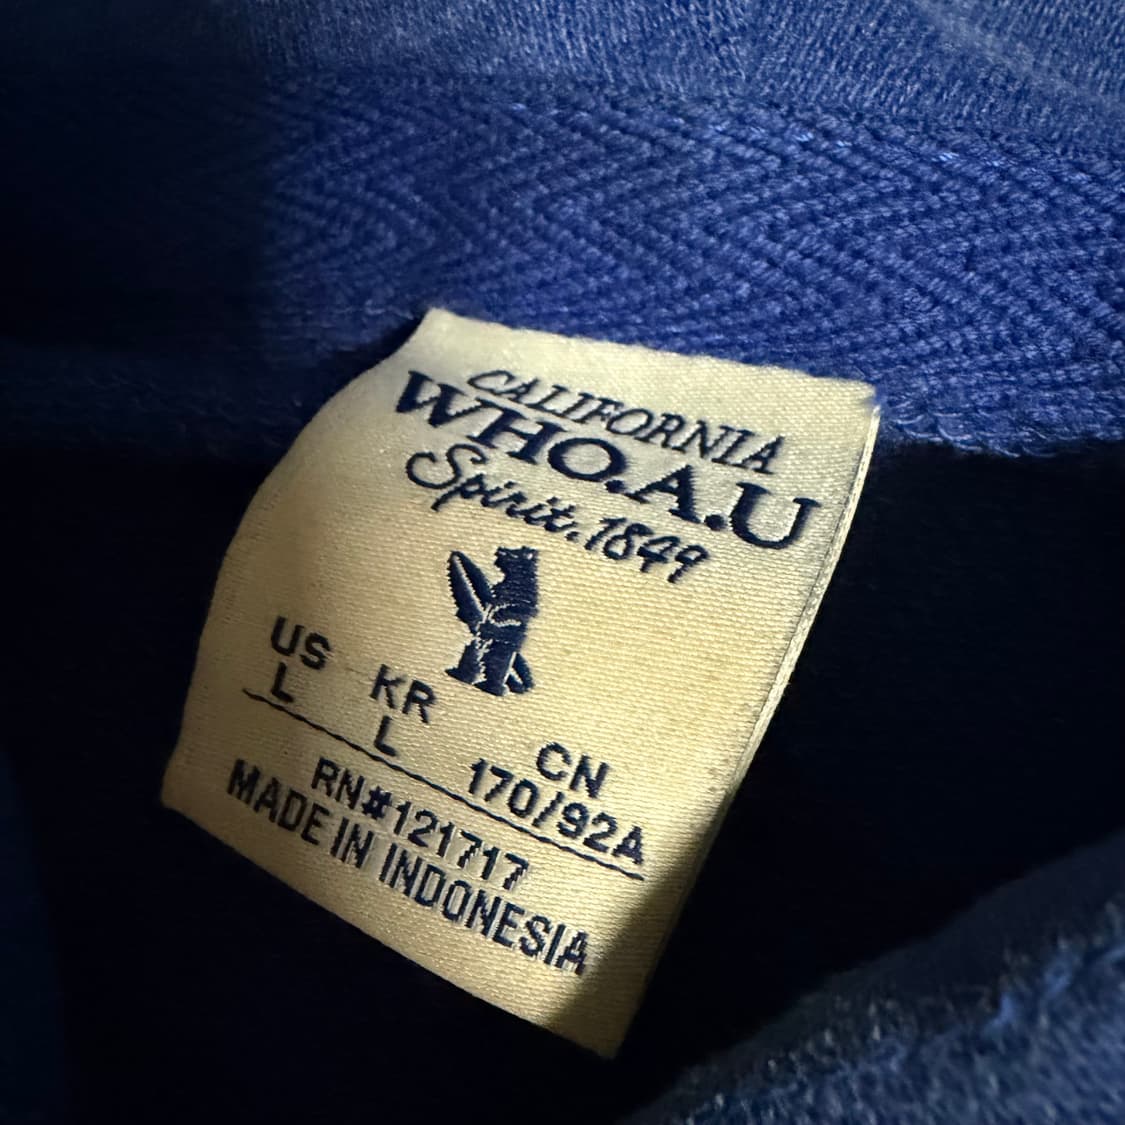 CALIFORNIA
WHO.A.U
Spirit.1849
US KR CN
L L 170/92A
RN#121717
MADE IN INDONESIA